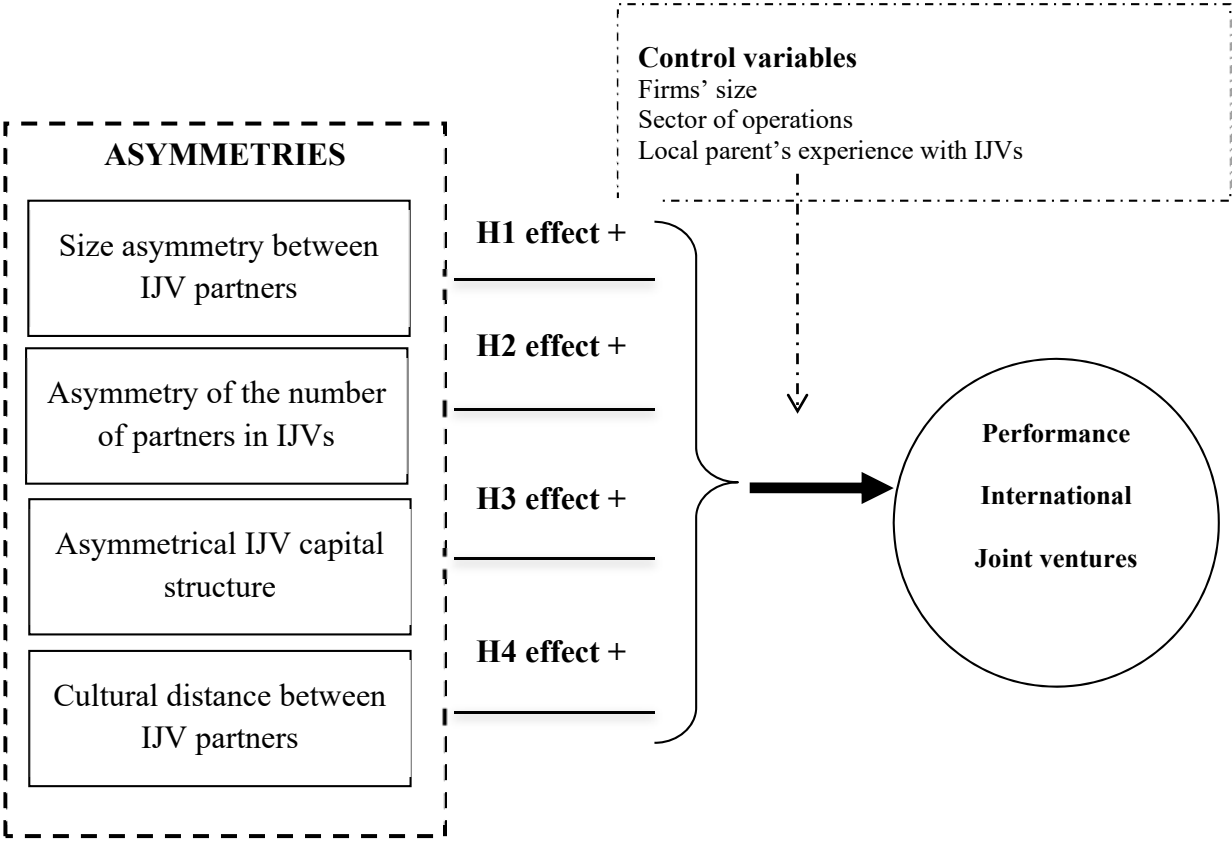 Control variables
Firms' size
Sector of operations
Local parent's experience with IJVs
ASYMMETRIES
Size asymmetry between
IJV partners
H1 effect +
Asymmetry of the number
of partners in IJVs
H2 effect +
Asymmetrical IJV capital
structure
H3 effect +
Cultural distance between
IJV partners
H4 effect +
Performance
International
Joint ventures